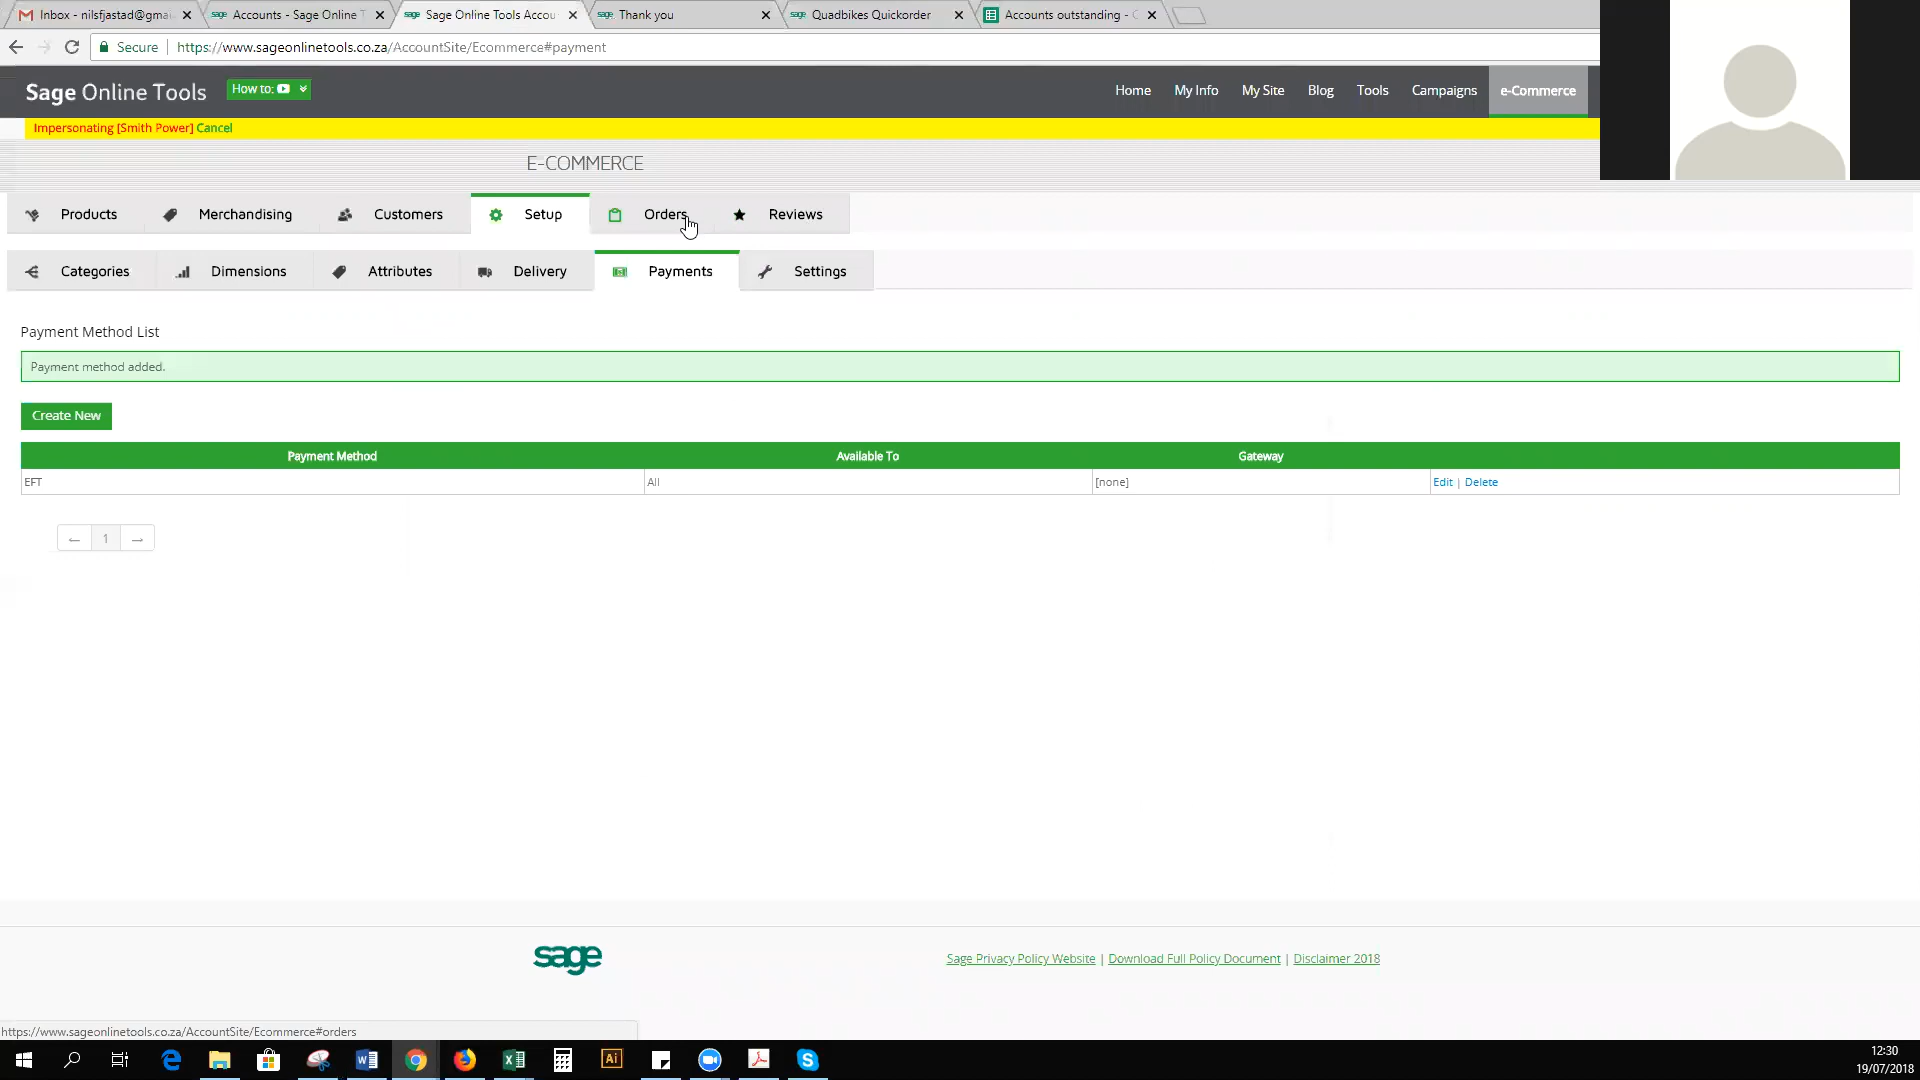 Inbox - nilsfjastad@gmai
Accounts - Sage Online T
Sage Online Tools Accou
Thank you
Quadbikes Quickorder
Accounts outstanding -
Secure
https://www.sageonlinetools.co.za/AccountSite/Ecommerce#payment
Sage Online Tools
How to:
Home
My Info
My Site
Blog
Tools
Campaigns
e-Commerce
Impersonating [Smith Power] Cancel
E-COMMERCE
Products
Merchandising
Customers
Setup
Orders
Reviews
Categories
Dimensions
Attributes
Delivery
Payments
Settings
Payment Method List
Payment method added.
Create New
Payment Method
Available To
Gateway
EFT
All
[none]
Edit | Delete
← 1 →
sage
Sage Privacy Policy Website | Download Full Policy Document | Disclaimer 2018
https://www.sageonlinetools.co.za/AccountSite/Ecommerce#orders
12:30
19/07/2018